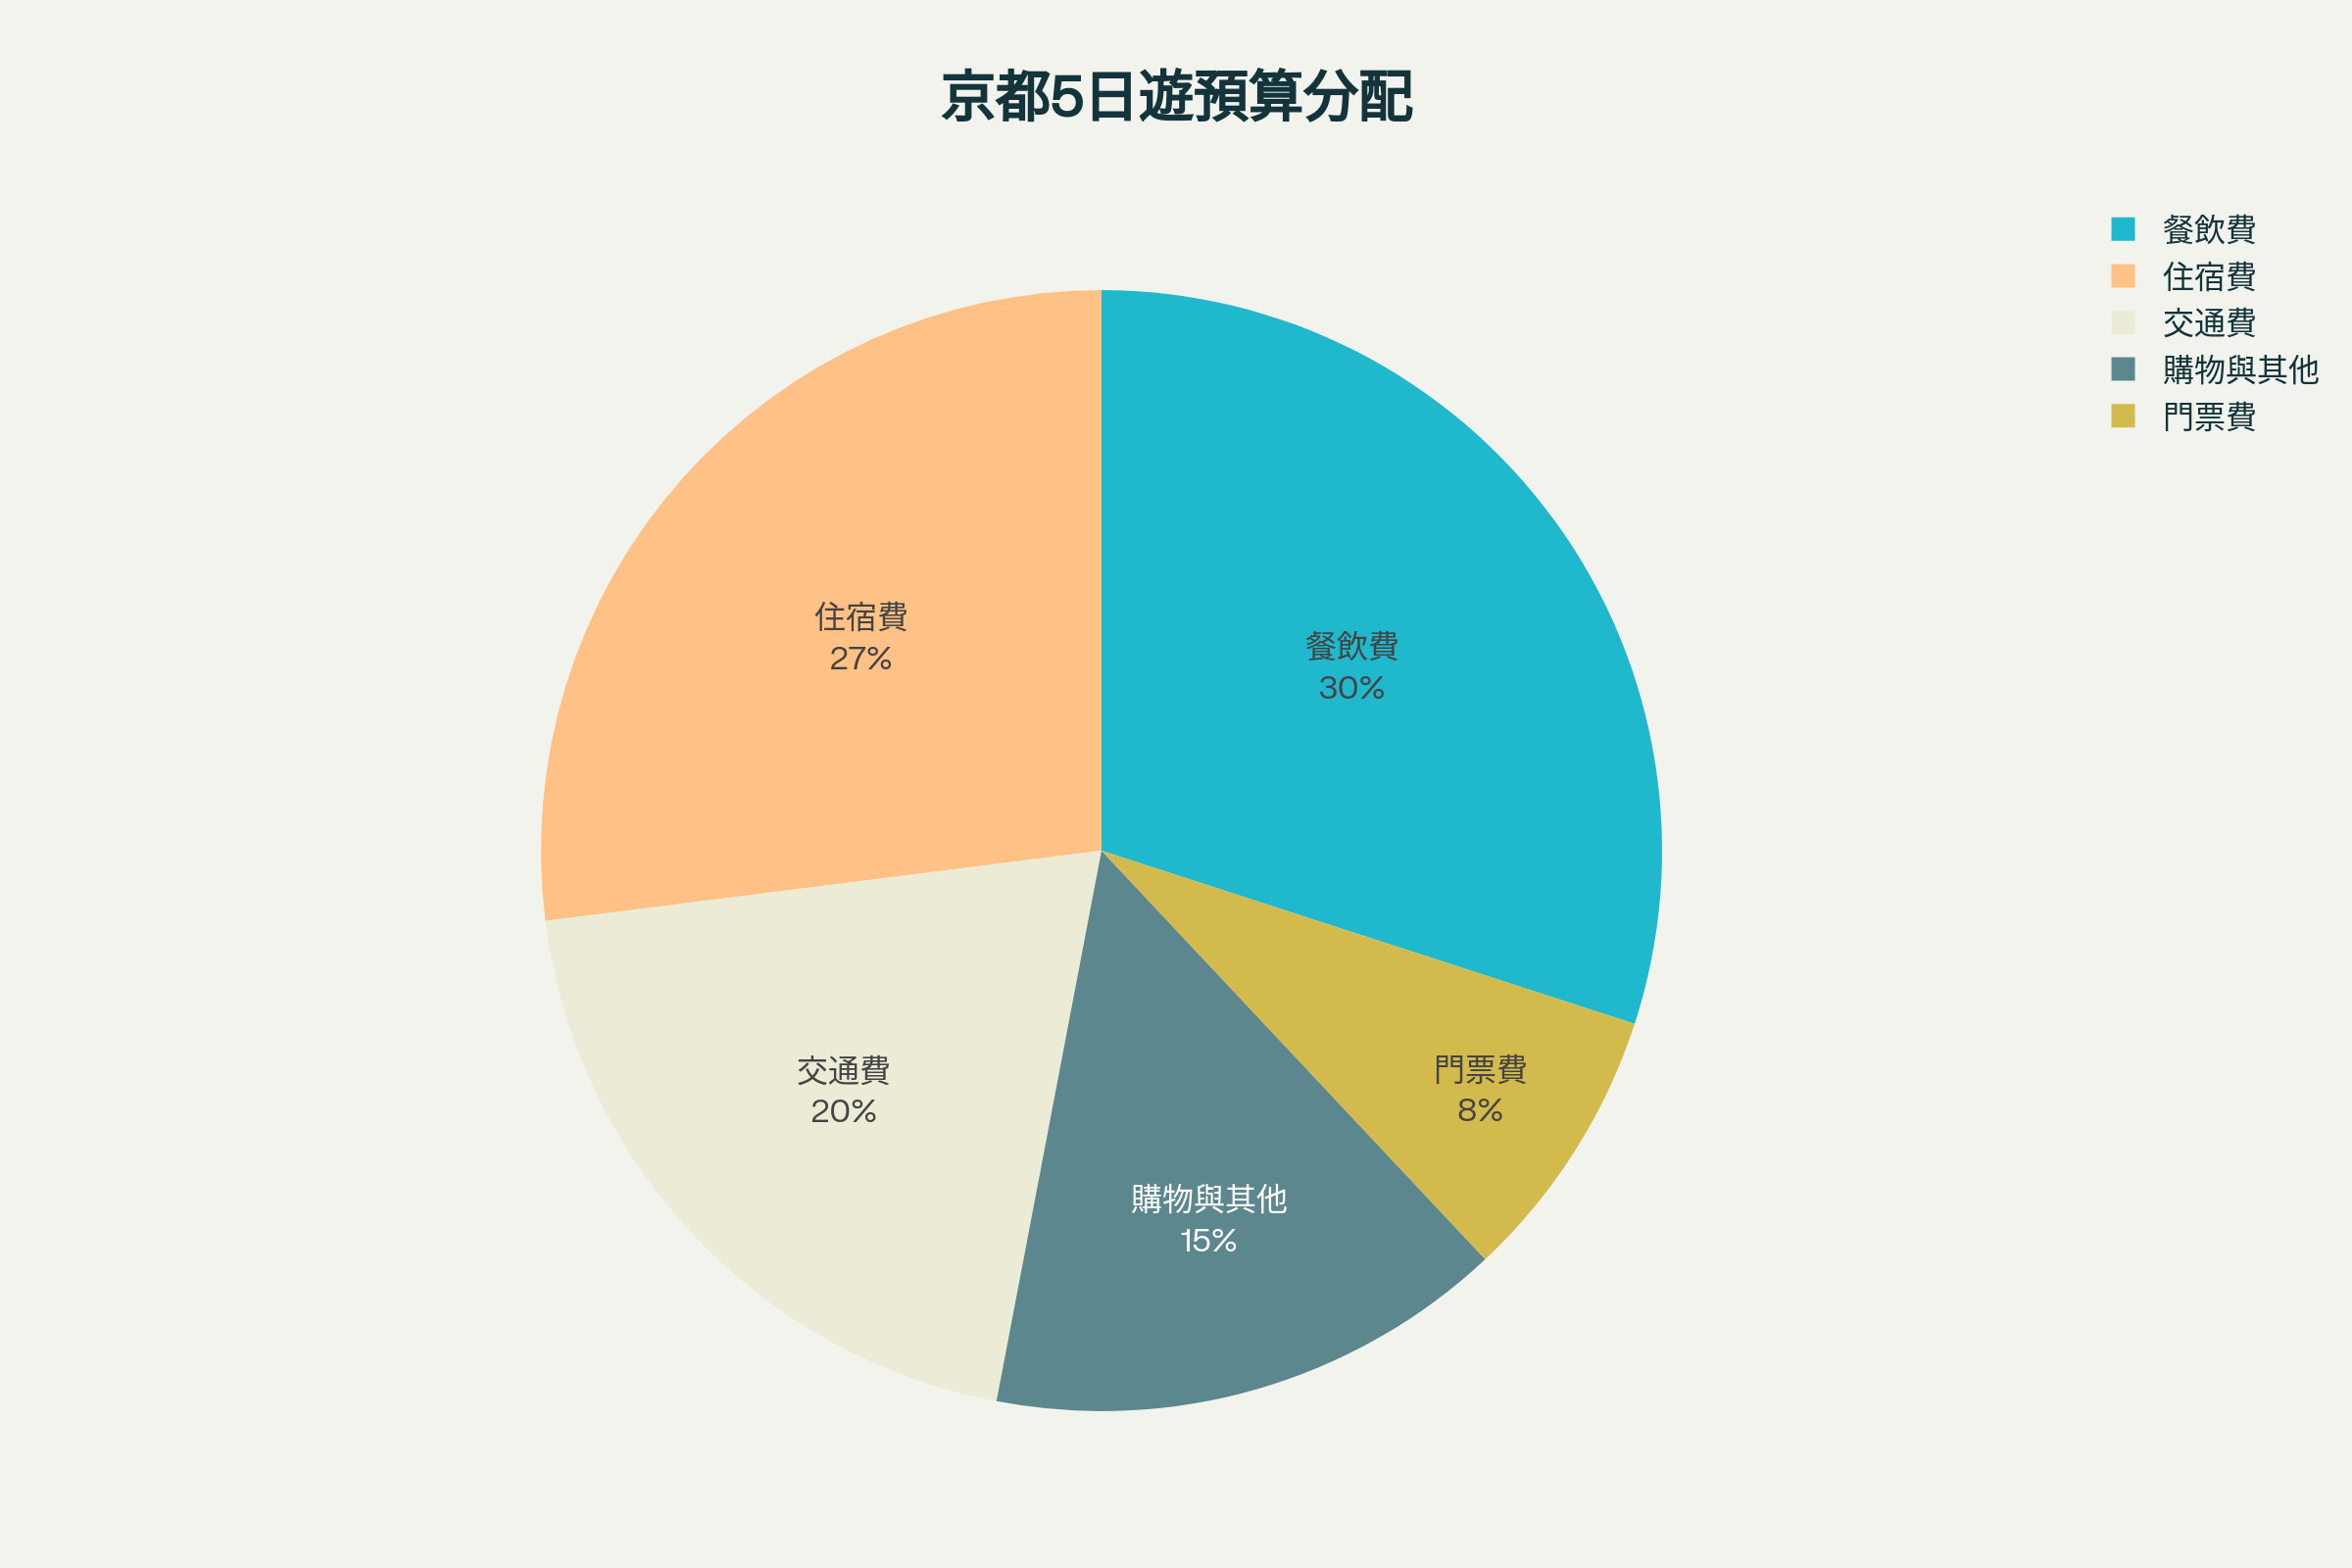 京都5日遊預算分配
餐飲費
住宿費
交通費
購物與其他
門票費
住宿費
27%
餐飲費
30%
交通費
20%
門票費
8%
購物與其他
15%